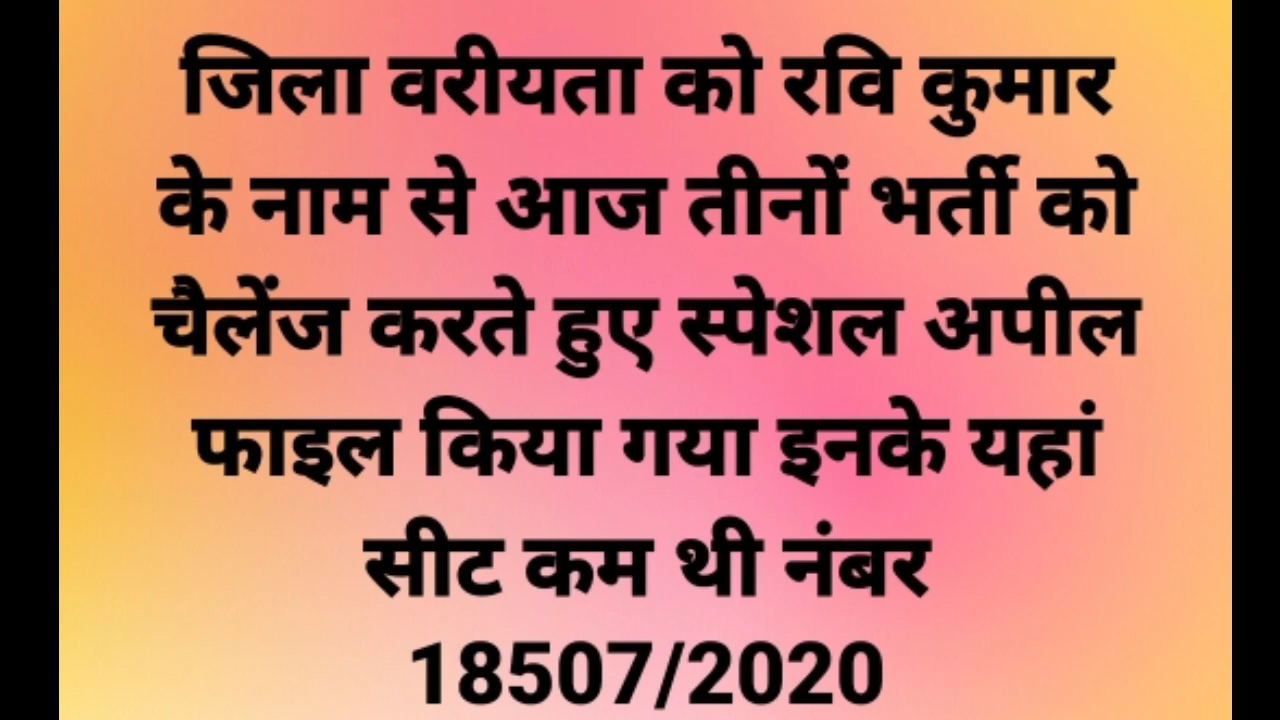 जिला वरीयता को रवि कुमार
के नाम से आज तीनों भर्ती को
चैलेंज करते हुए स्पेशल अपील
फाइल किया गया इनके यहां
सीट कम थी नंबर
18507/2020